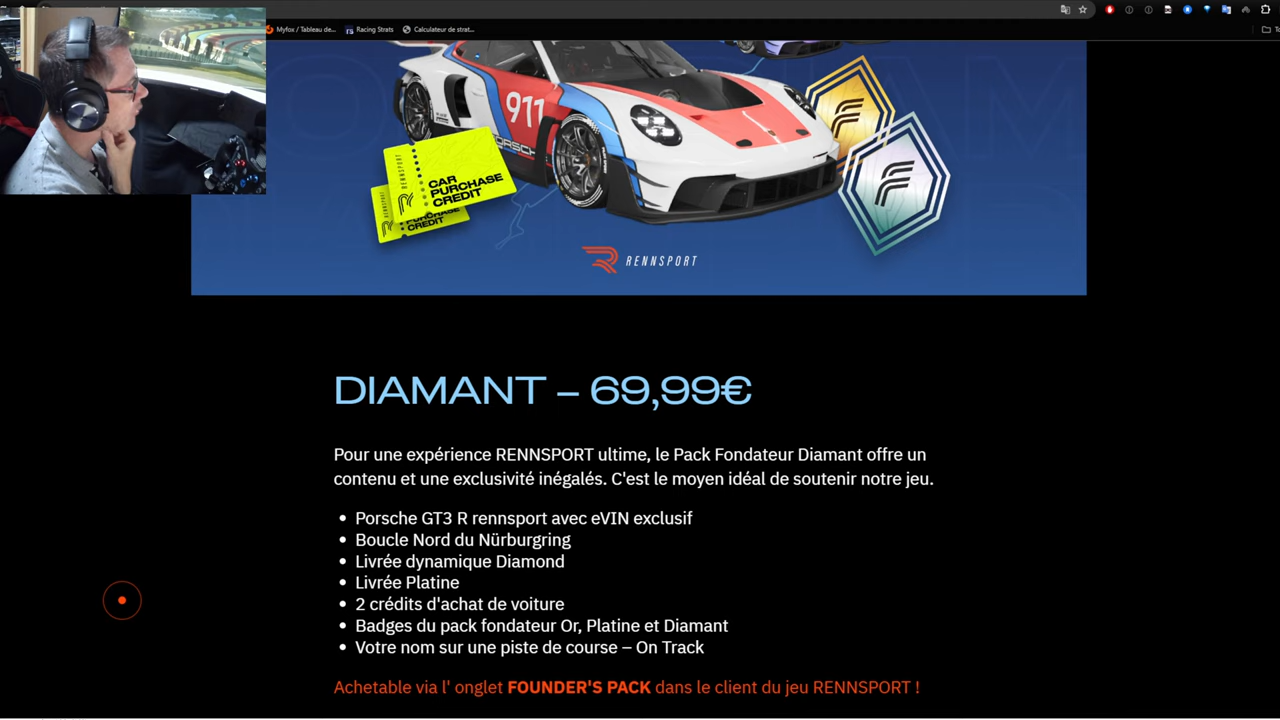 Myfox / Tableau de...
Racing Strats
Calculateur de strat...
911
PORSCHE
RENNSPORT
CAR
PURCHASE
CREDIT
PURCHASE
CREDIT
RENNSPORT
DIAMANT – 69,99€
Pour une expérience RENNSPORT ultime, le Pack Fondateur Diamant offre un
contenu et une exclusivité inégalés. C'est le moyen idéal de soutenir notre jeu.
• Porsche GT3 R rennsport avec eVIN exclusif
• Boucle Nord du Nürburgring
• Livrée dynamique Diamond
• Livrée Platine
• 2 crédits d'achat de voiture
• Badges du pack fondateur Or, Platine et Diamant
• Votre nom sur une piste de course – On Track
Achetable via l' onglet FOUNDER'S PACK dans le client du jeu RENNSPORT !